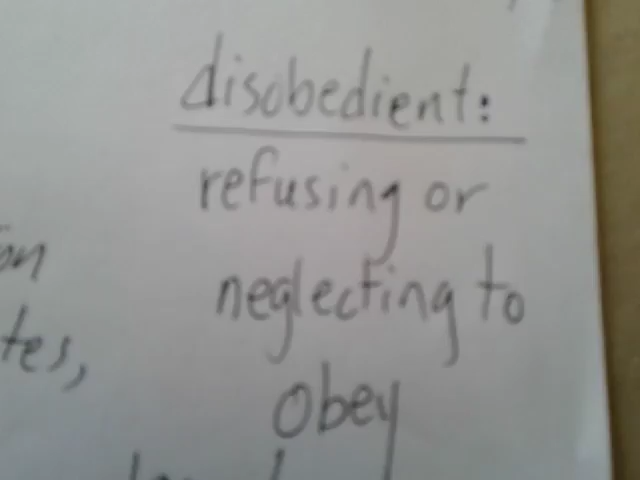 disobedient:
refusing or
neglecting to
obey